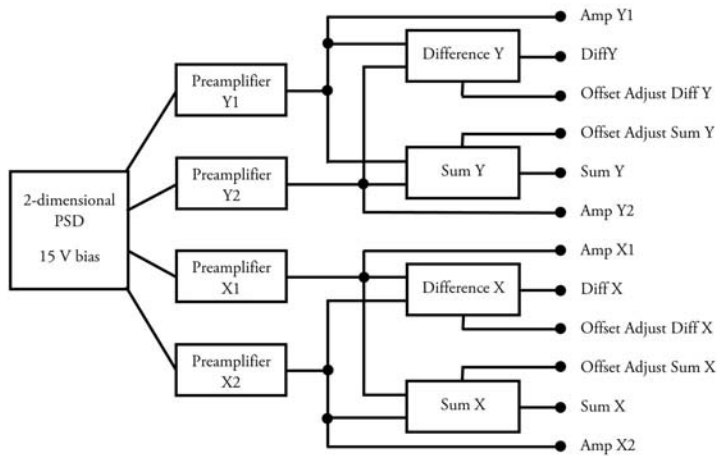 Amp Y1
Difference Y
DiffY
Preamplifier
Y1
Offset Adjust Diff Y
Offset Adjust Sum Y
2-dimensional
PSD
15 V bias
Preamplifier
Y2
Sum Y
Sum Y
Amp Y2
Preamplifier
X1
Amp X1
Difference X
Diff X
Offset Adjust Diff X
Preamplifier
X2
Offset Adjust Sum X
Sum X
Sum X
Amp X2